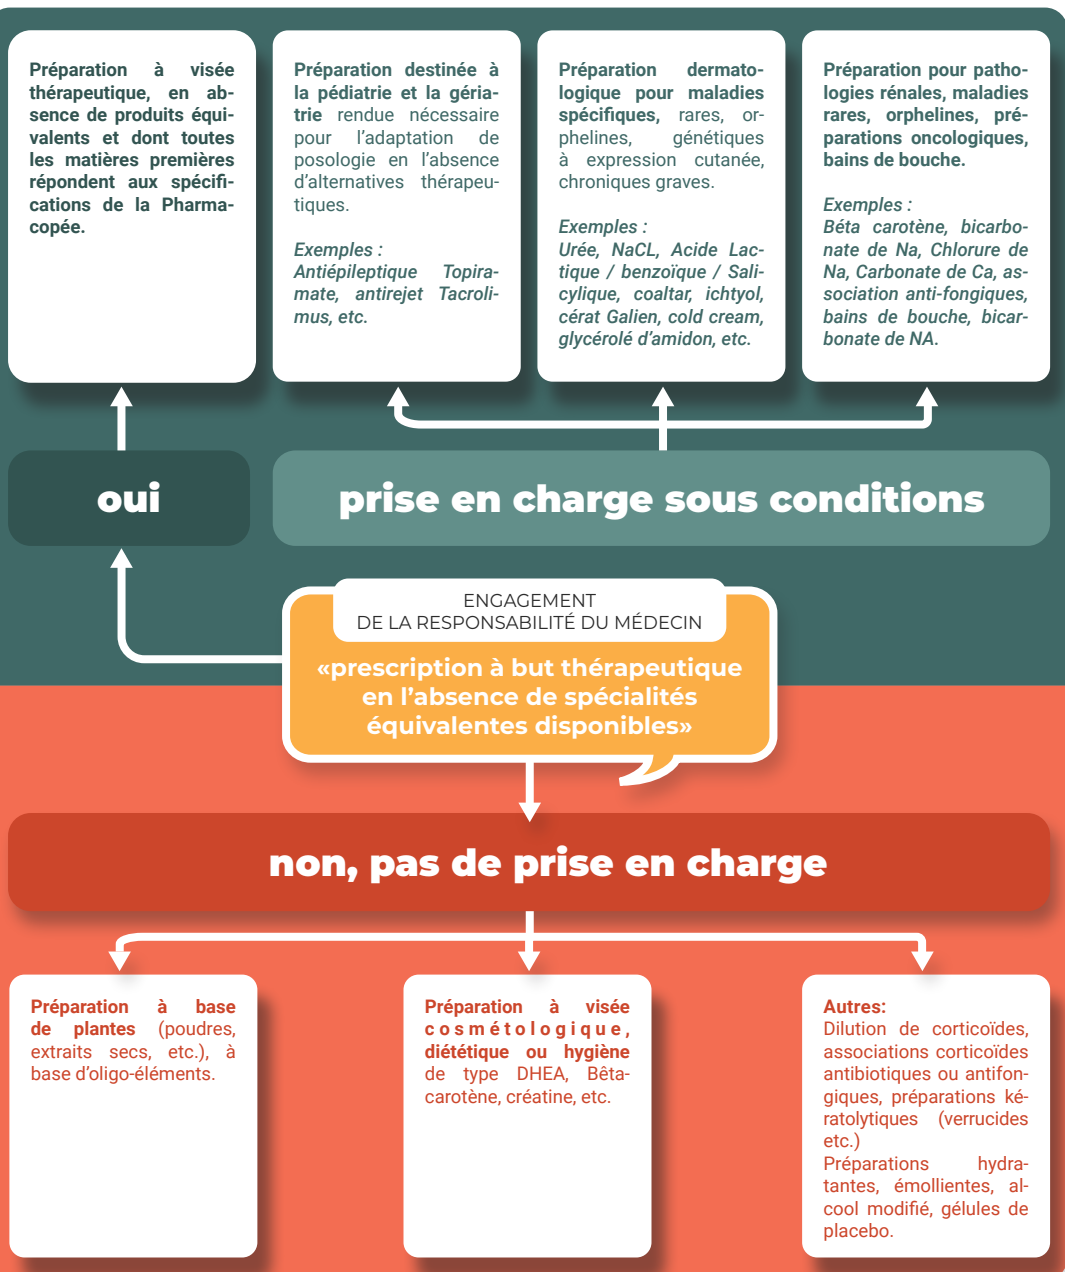 Préparation à visée
thérapeutique, en ab-
sence de produits équi-
valents et dont toutes
les matières premières
répondent aux spécifi-
cations de la Pharma-
copée.
Préparation destinée à
la pédiatrie et la géria-
trie rendue nécessaire
pour l'adaptation de
posologie en l'absence
d'alternatives thérapeu-
tiques.
Exemples :
Antiépileptique Topira-
mate, antirejet Tacroli-
mus, etc.
Préparation dermato-
logique pour maladies
spécifiques, rares, or-
phelines, génétiques
à expression cutanée,
chroniques graves.
Exemples :
Urée, NaCL, Acide Lac-
tique / benzoïque / Sali-
cylique, coaltar, ichtyol,
cérat Galien, cold cream,
glycérolé d'amidon, etc.
Préparation pour patho-
logies rénales, maladies
rares, orphelines, pré-
parations oncologiques,
bains de bouche.
Exemples :
Béta carotène, bicarbo-
nate de Na, Chlorure de
Na, Carbonate de Ca, as-
sociation anti-fongiques,
bains de bouche, bicar-
bonate de NA.
oui
prise en charge sous conditions
ENGAGEMENT
DE LA RESPONSABILITÉ DU MÉDECIN
«prescription à but thérapeutique
en l'absence de spécialités
équivalentes disponibles»
non, pas de prise en charge
Préparation à base
de plantes (poudres,
extraits secs, etc.), à
base d'oligo-éléments.
Préparation à visée
cosmétologique,
diététique ou hygiène
de type DHEA, Bêta-
carotène, créatine, etc.
Autres:
Dilution de corticoïdes,
associations corticoïdes
antibiotiques ou antifon-
giques, préparations ké-
ratolytiques (verrucides
etc.)
Préparations hydra-
tantes, émollientes, al-
cool modifié, gélules de
placebo.